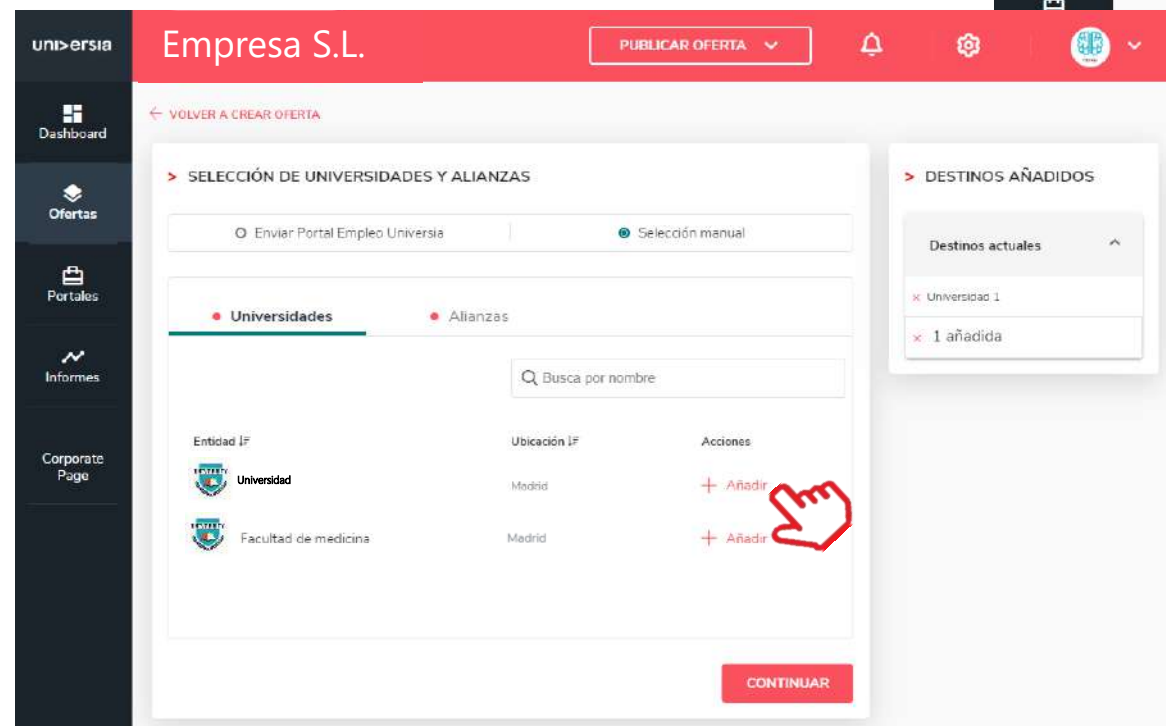 unı>ersıa
Empresa S.L.
PUBLICAR OFERTA
Dashboard
Ofertas
Portales
Informes
Corporate
Page
← VOLVER A CREAR OFERTA
> SELECCIÓN DE UNIVERSIDADES Y ALIANZAS
Enviar Portal Empleo Universia
Selección manual
Universidades
Alianzas
Busca por nombre
Entidad
Ubicación
Acciones
Universidad
Madrid
+ Añadir
Facultad de medicina
Madrid
+ Añadir
CONTINUAR
> DESTINOS AÑADIDOS
Destinos actuales
× Universidad 1
× 1 añadida